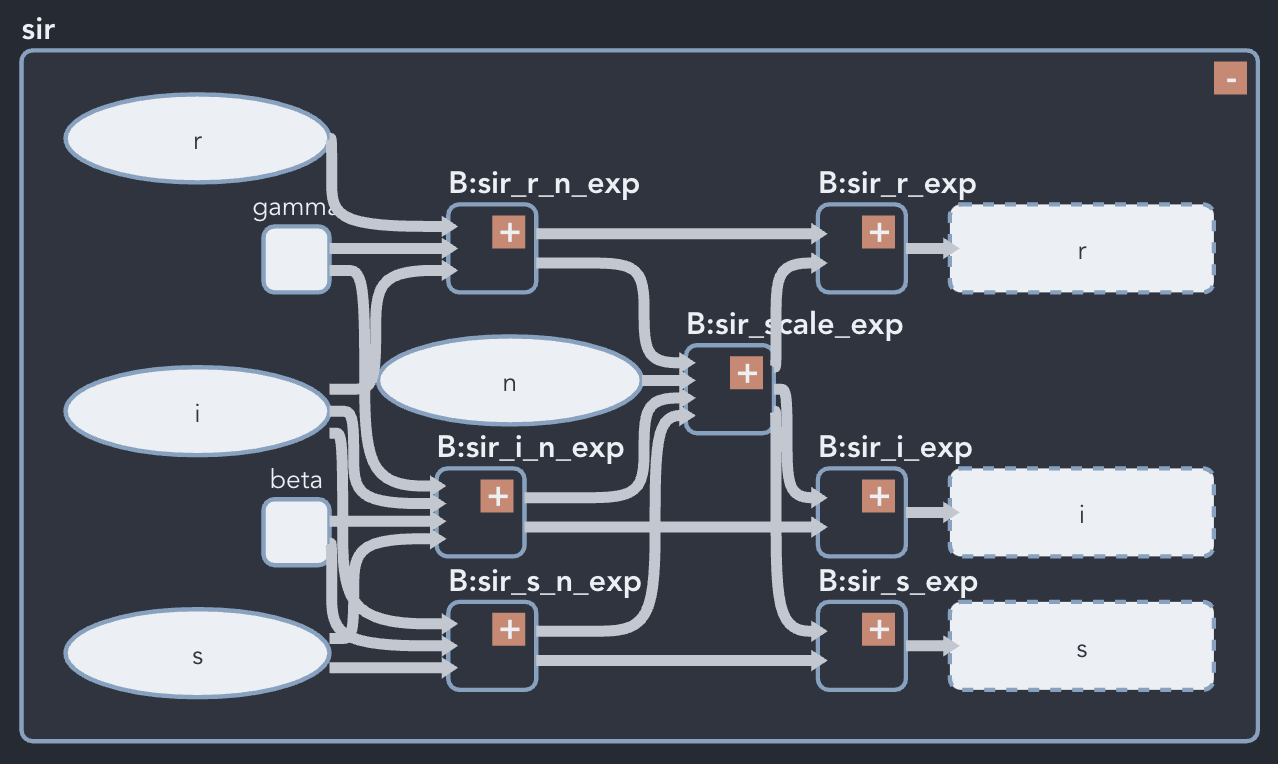 sir
-
r
B:sir_r_n_exp
B:sir_r_exp
gamma
+
+
r
B:sir_scale_exp
+
n
i
B:sir_i_n_exp
B:sir_i_exp
beta
+
+
i
B:sir_s_n_exp
B:sir_s_exp
+
+
s
s